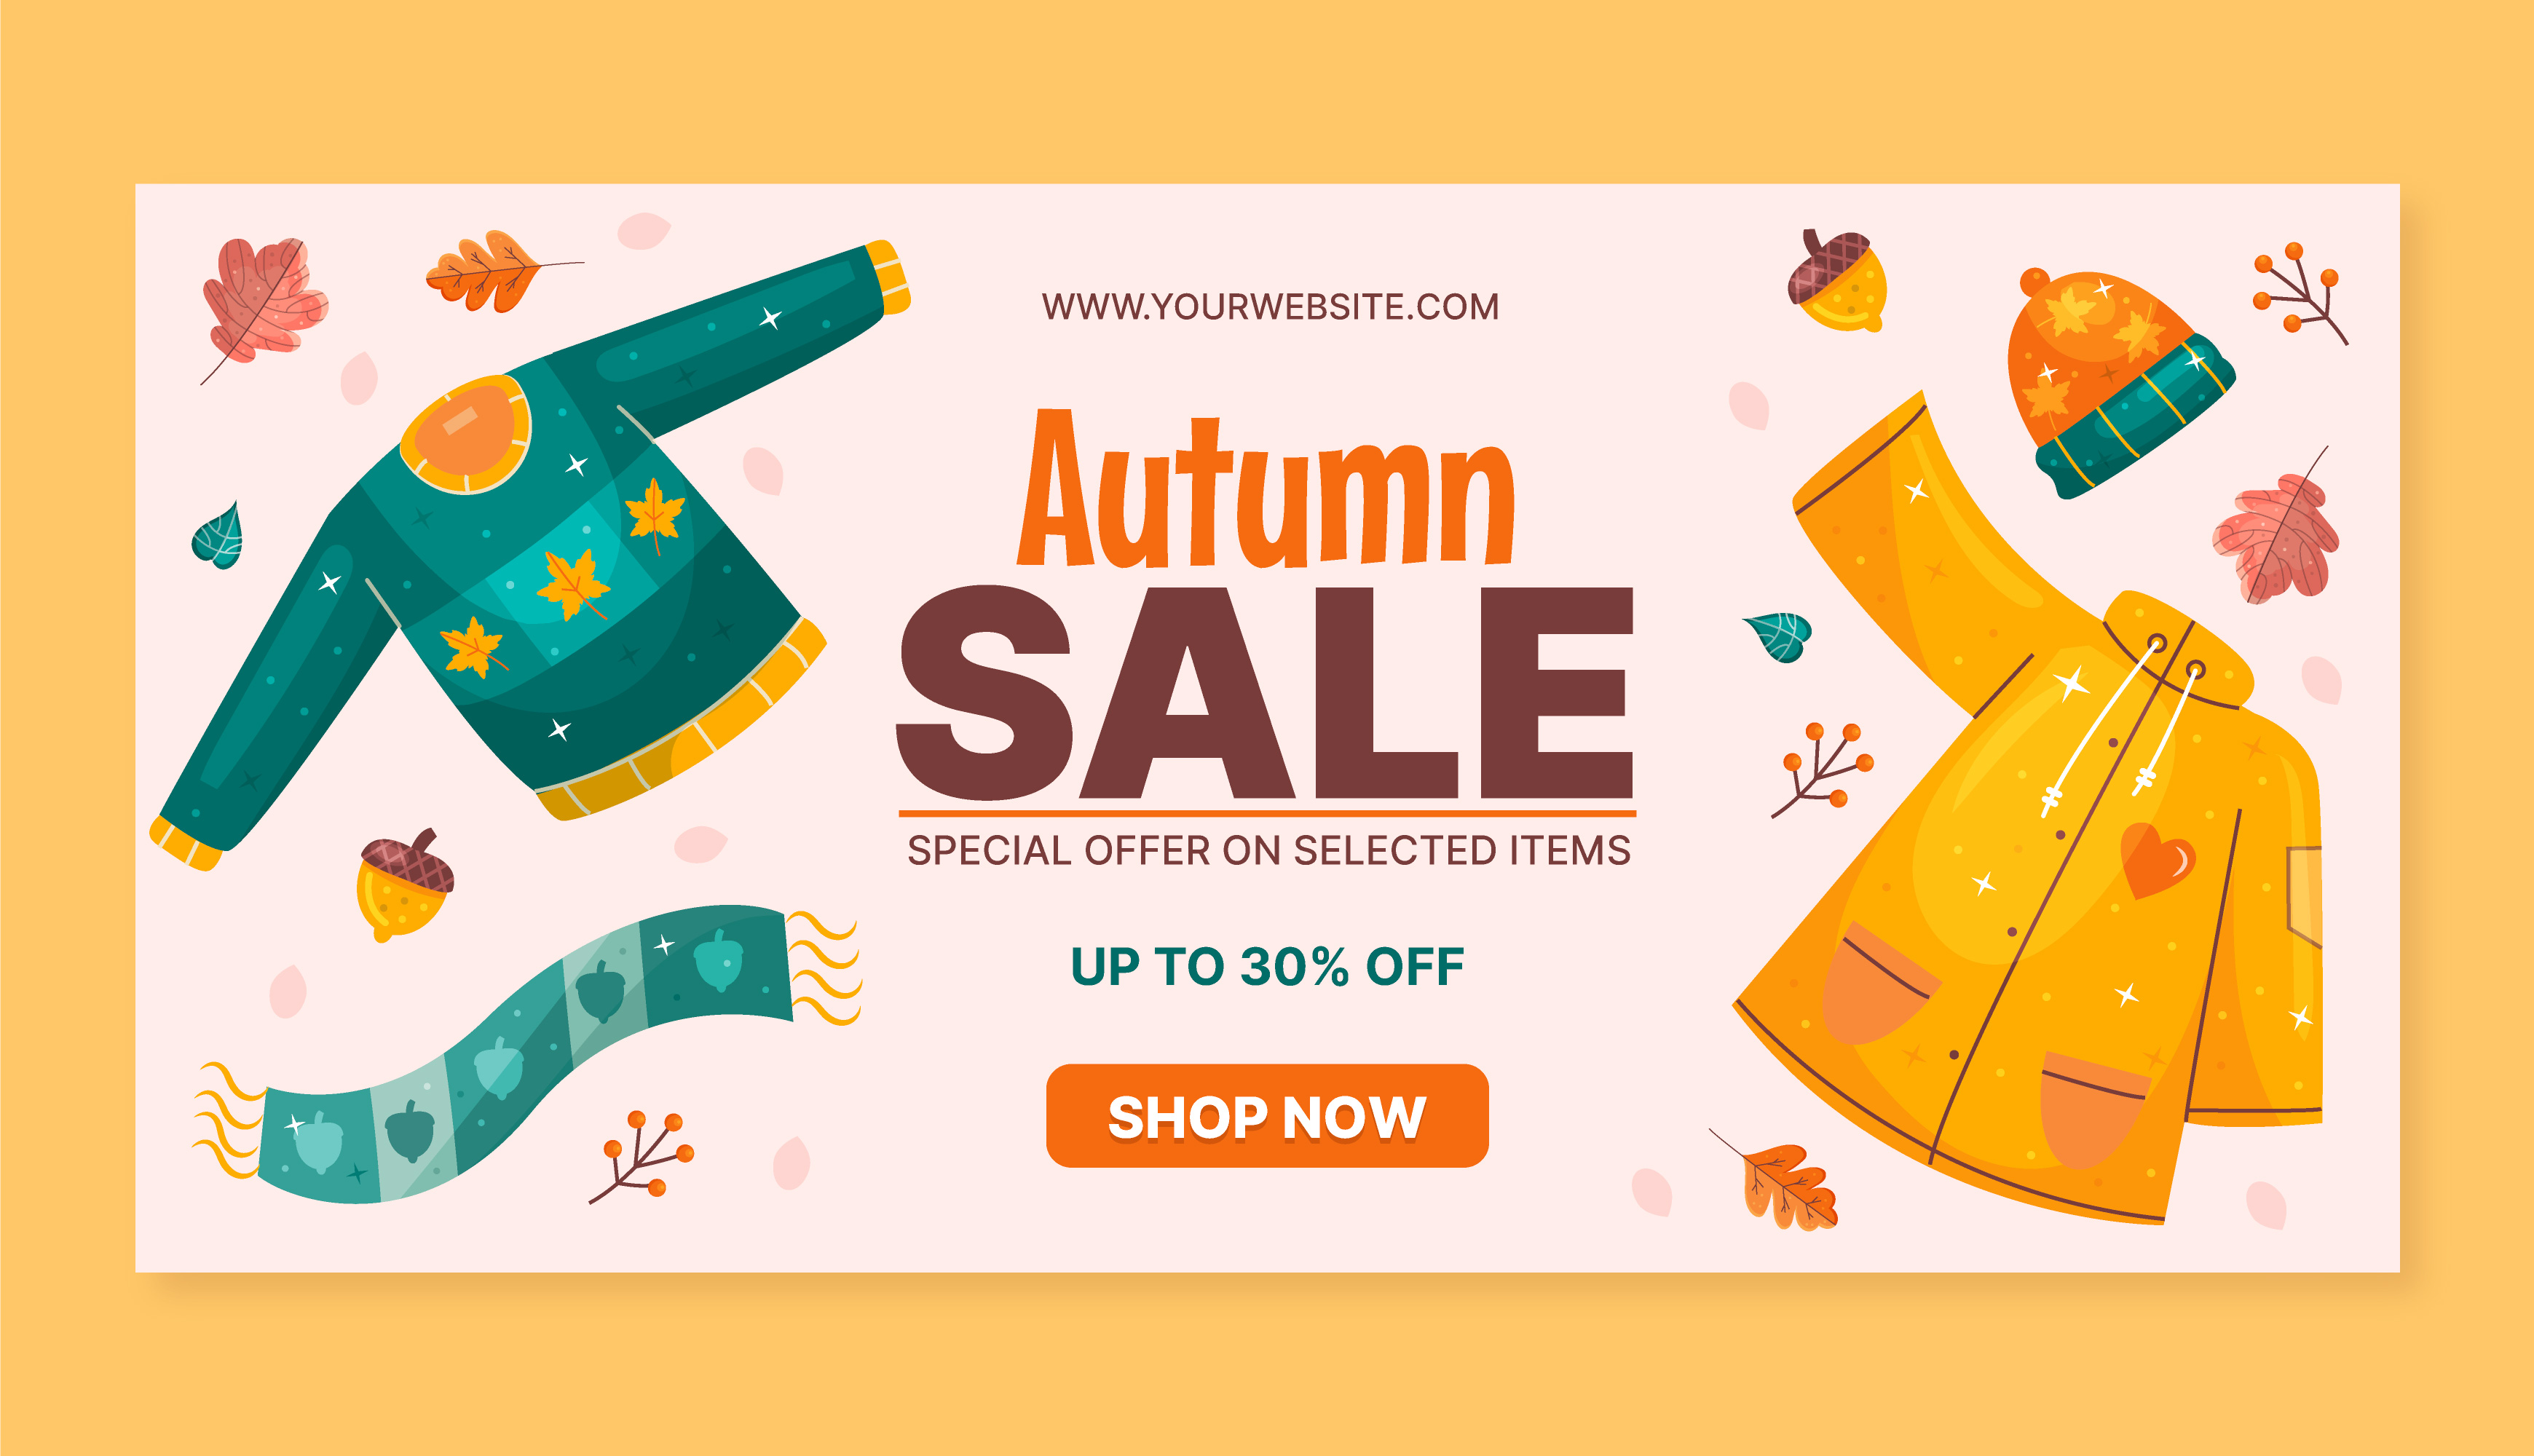 WWW.YOURWEBSITE.COM
Autumn
SALE
SPECIAL OFFER ON SELECTED ITEMS
UP TO 30% OFF
SHOP NOW